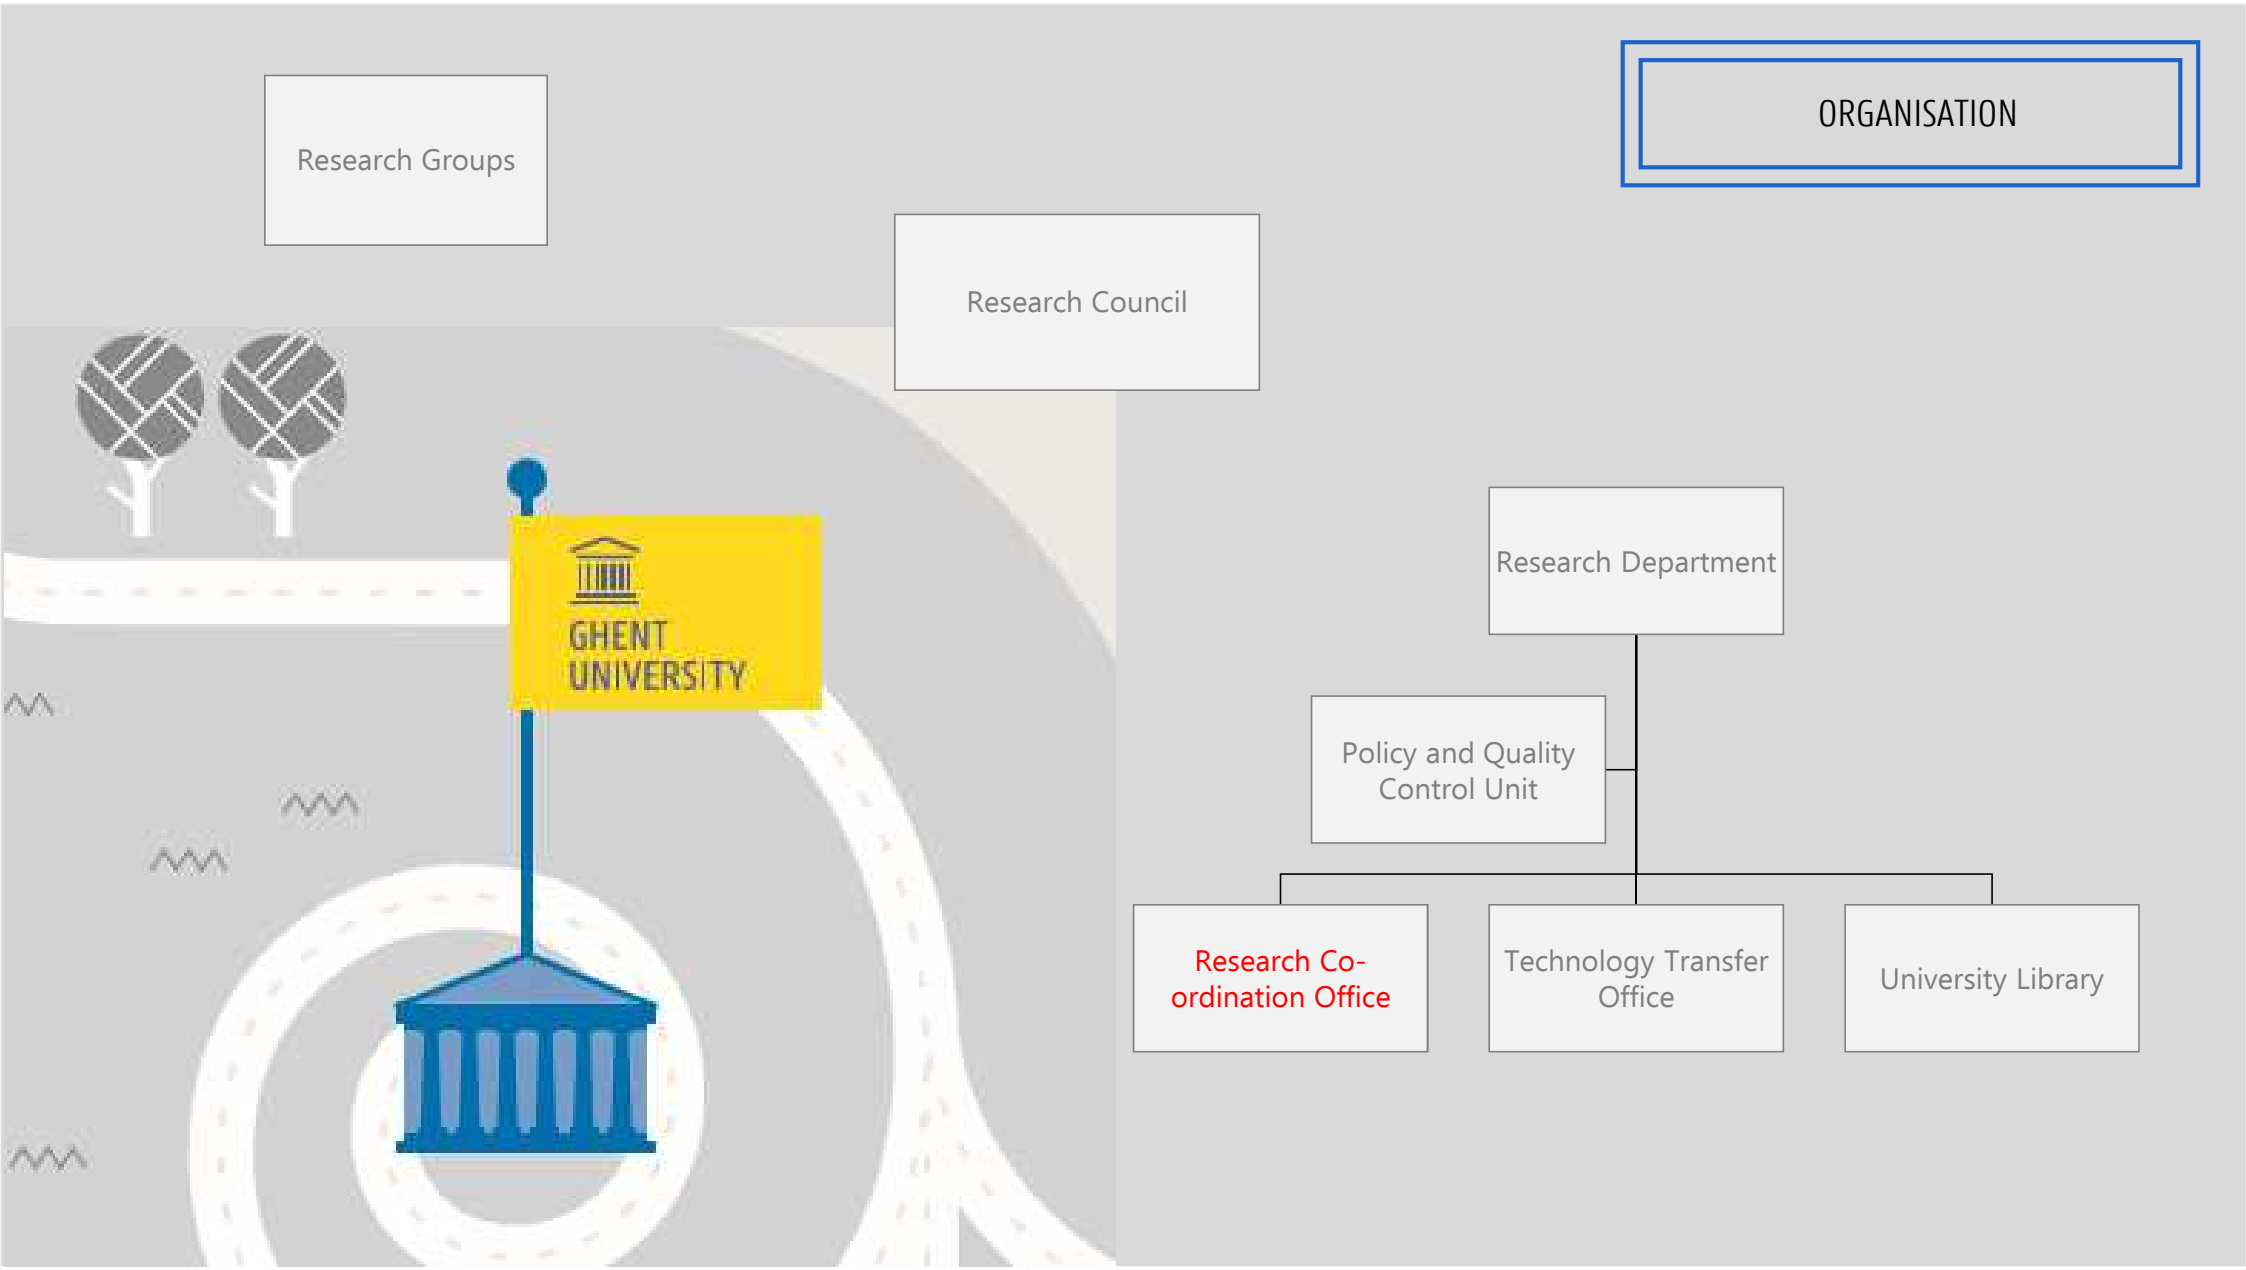 ORGANISATION
Research Groups
Research Council
GHENT
UNIVERSITY
Research Department
Policy and Quality
Control Unit
Research Co-
ordination Office
Technology Transfer
Office
University Library